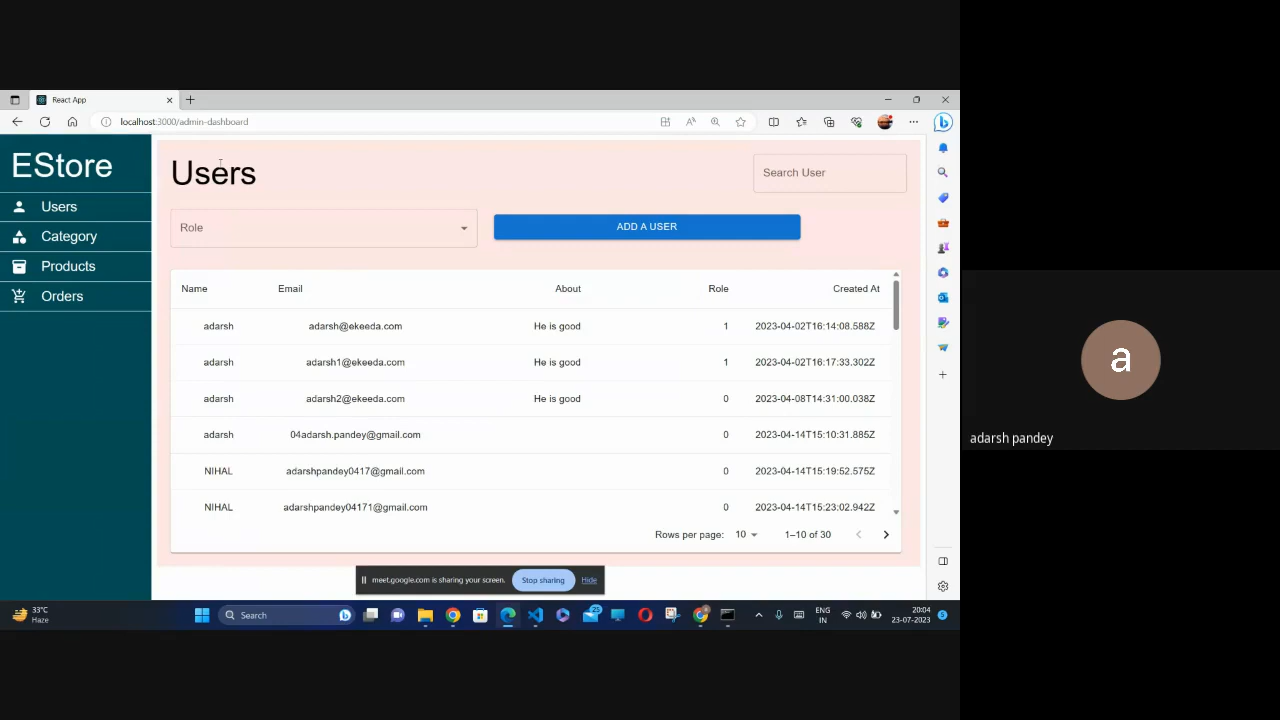 React App
localhost:3000/admin-dashboard
EStore
Users
Category
Products
Orders
Users
Search User
Role
ADD A USER
Name Email About Role Created At
adarsh adarsh@ekeeda.com He is good 1 2023-04-02T16:14:08.588Z
adarsh adarsh1@ekeeda.com He is good 1 2023-04-02T16:17:33.302Z
adarsh adarsh2@ekeeda.com He is good 0 2023-04-08T14:31:00.038Z
adarsh 04adarsh.pandey@gmail.com 0 2023-04-14T15:10:31.885Z
NIHAL adarshpandey0417@gmail.com 0 2023-04-14T15:19:52.575Z
NIHAL adarshpandey04171@gmail.com 0 2023-04-14T15:23:02.942Z
Rows per page: 10 1–10 of 30
meet.google.com is sharing your screen. Stop sharing Hide
33°C
Haze
Search
ENG
IN
20:04
23-07-2023
a
adarsh pandey